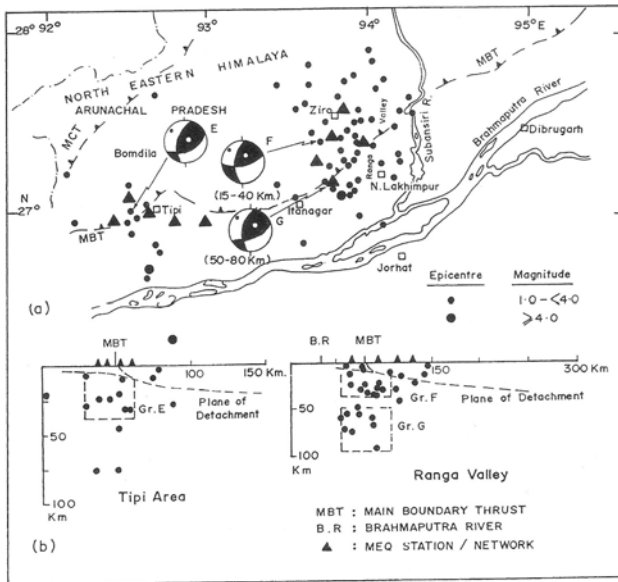 28° 92° 93° 94° 95° E
MBT
NORTH EASTERN HIMALAYA
ARUNACHAL PRADESH
MCT
Bomdila
E
F
Ziro
Valley
Ranga
Subansiri R.
Brahmaputra River
Dibrugarh
(15-40 Km.)
N.Lakhimpur
N
27°
Tipi
Itanagar
MBT
G
(50-80 Km)
Jorhat
Epicentre Magnitude
1·0-<4·0
⩾4·0
(a)
MBT
0 100 150 Km.
B.R MBT
0 Km 150 300 Km
Gr.E
Plane of Detachment
50
100 Km
Tipi Area
Gr.F
Plane of Detachment
50
Gr.G
100 Km
Ranga Valley
MBT : MAIN BOUNDARY THRUST
B.R : BRAHMAPUTRA RIVER
▲ : MEQ STATION / NETWORK
(b)